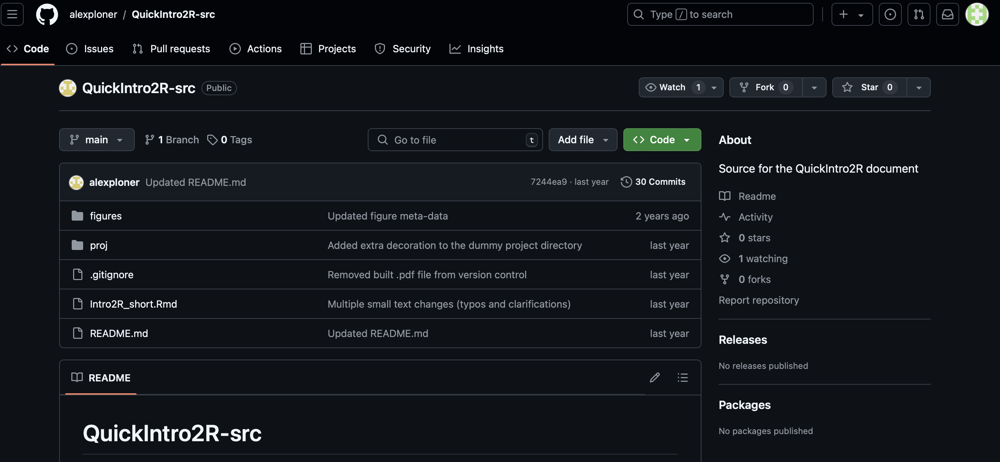 alexploner / QuickIntro2R-src
Type / to search
Code Issues Pull requests Actions Projects Security Insights
QuickIntro2R-src Public
Watch 1 Fork 0 Star 0
main 1 Branch 0 Tags Go to file t Add file Code
alexploner Updated README.md 7244ea9 · last year 30 Commits
figures Updated figure meta-data 2 years ago
proj Added extra decoration to the dummy project directory last year
.gitignore Removed built .pdf file from version control last year
Intro2R_short.Rmd Multiple small text changes (typos and clarifications) last year
README.md Updated README.md last year
README
QuickIntro2R-src
About
Source for the QuickIntro2R document
Readme
Activity
0 stars
1 watching
0 forks
Report repository
Releases
No releases published
Packages
No packages published